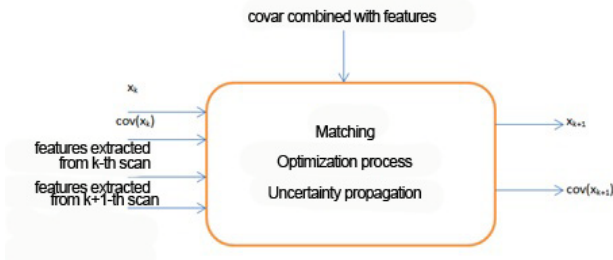 covar combined with features
xₖ
cov(xₖ)
features extracted
from k-th scan
features extracted
from k+1-th scan
Matching
Optimization process
Uncertainty propagation
xₖ₊₁
cov(xₖ₊₁)